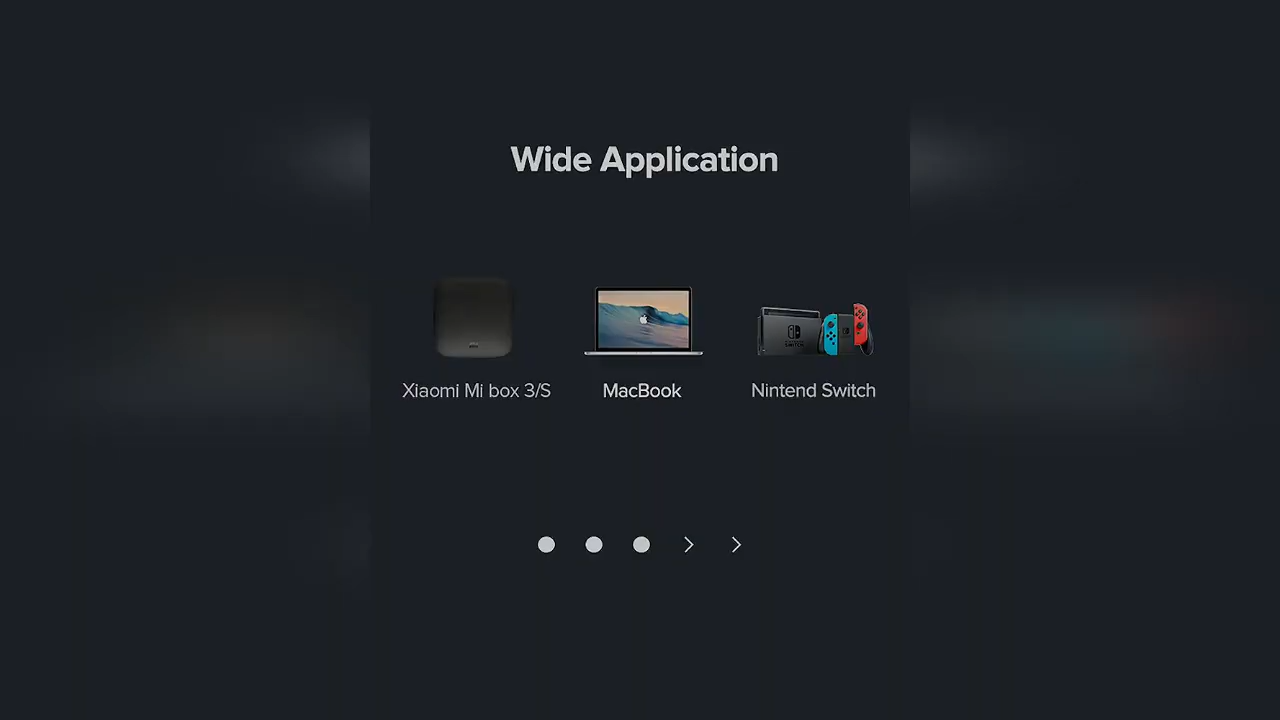 Wide Application
Xiaomi Mi box 3/S
MacBook
Nintend Switch